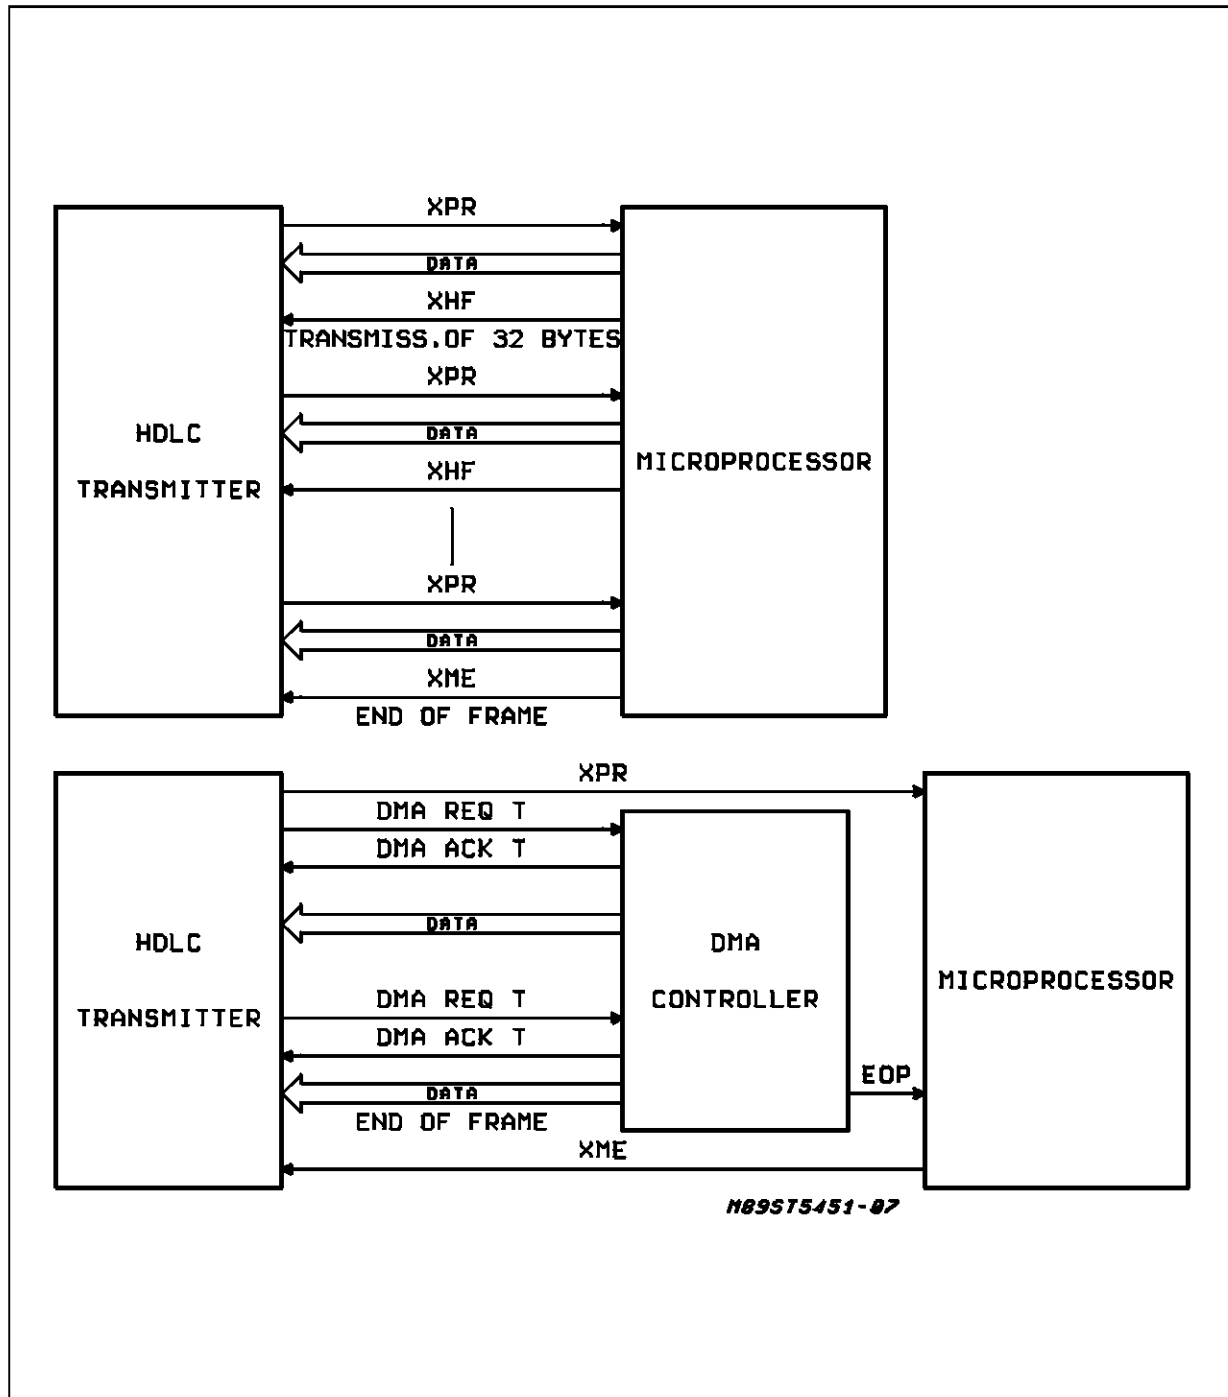 XPR
DATA
XHF
TRANSMISS.OF 32 BYTES
XPR
HDLC
DATA
MICROPROCESSOR
XHF
TRANSMITTER
XPR
DATA
XME
END OF FRAME
XPR
DMA REQ T
DMA ACK T
DATA
HDLC
DMA
MICROPROCESSOR
DMA REQ T
CONTROLLER
TRANSMITTER
DMA ACK T
EOP
DATA
END OF FRAME
XME
M89ST5451-07